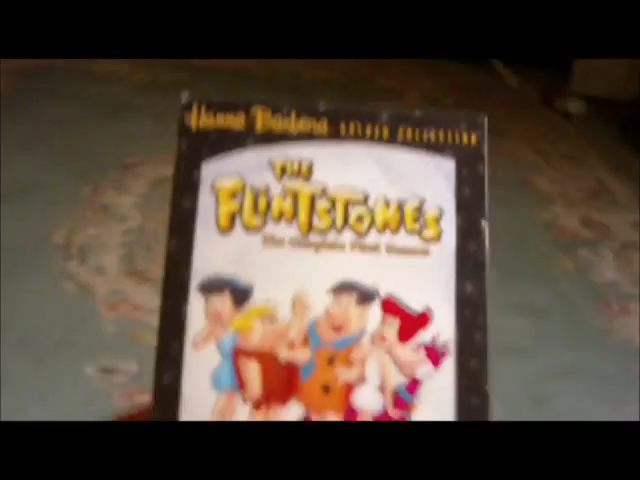 Hanna Barbera GOLDEN COLLECTION
THE
FLINTSTONES
The Complete First Season